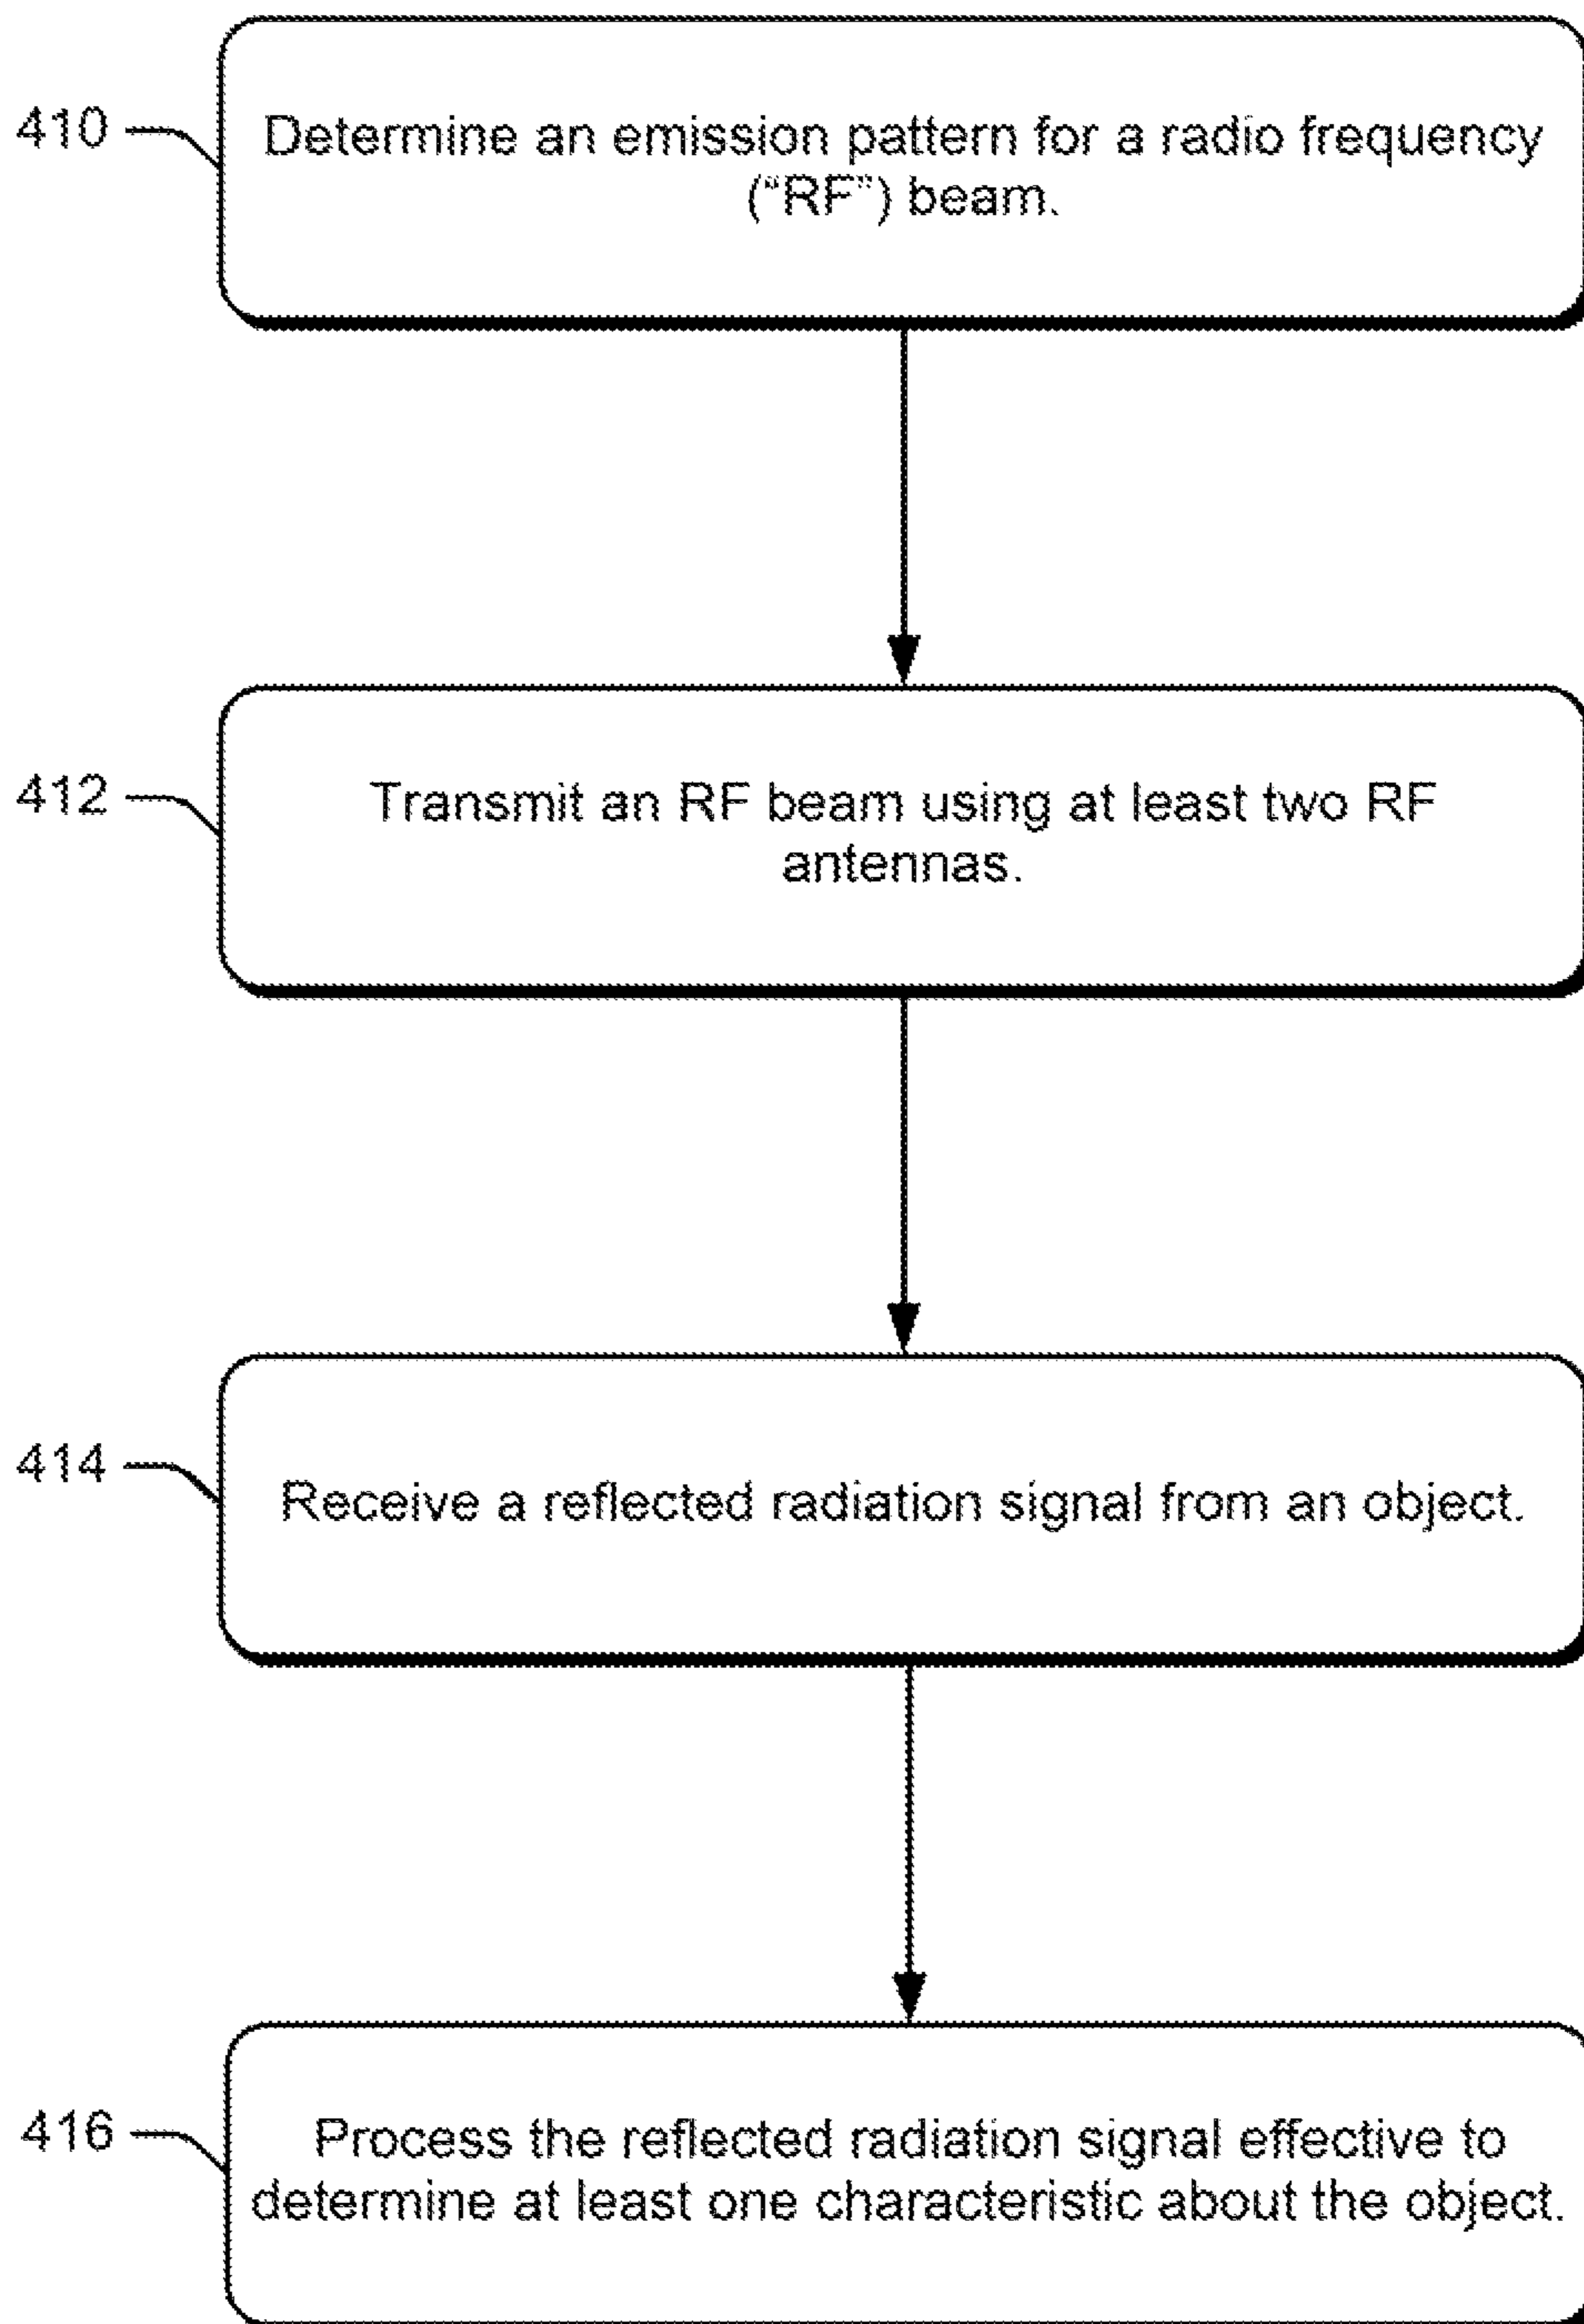 410
Determine an emission pattern for a radio frequency
(“RF”) beam.
412
Transmit an RF beam using at least two RF
antennas.
414
Receive a reflected radiation signal from an object.
416
Process the reflected radiation signal effective to
determine at least one characteristic about the object.